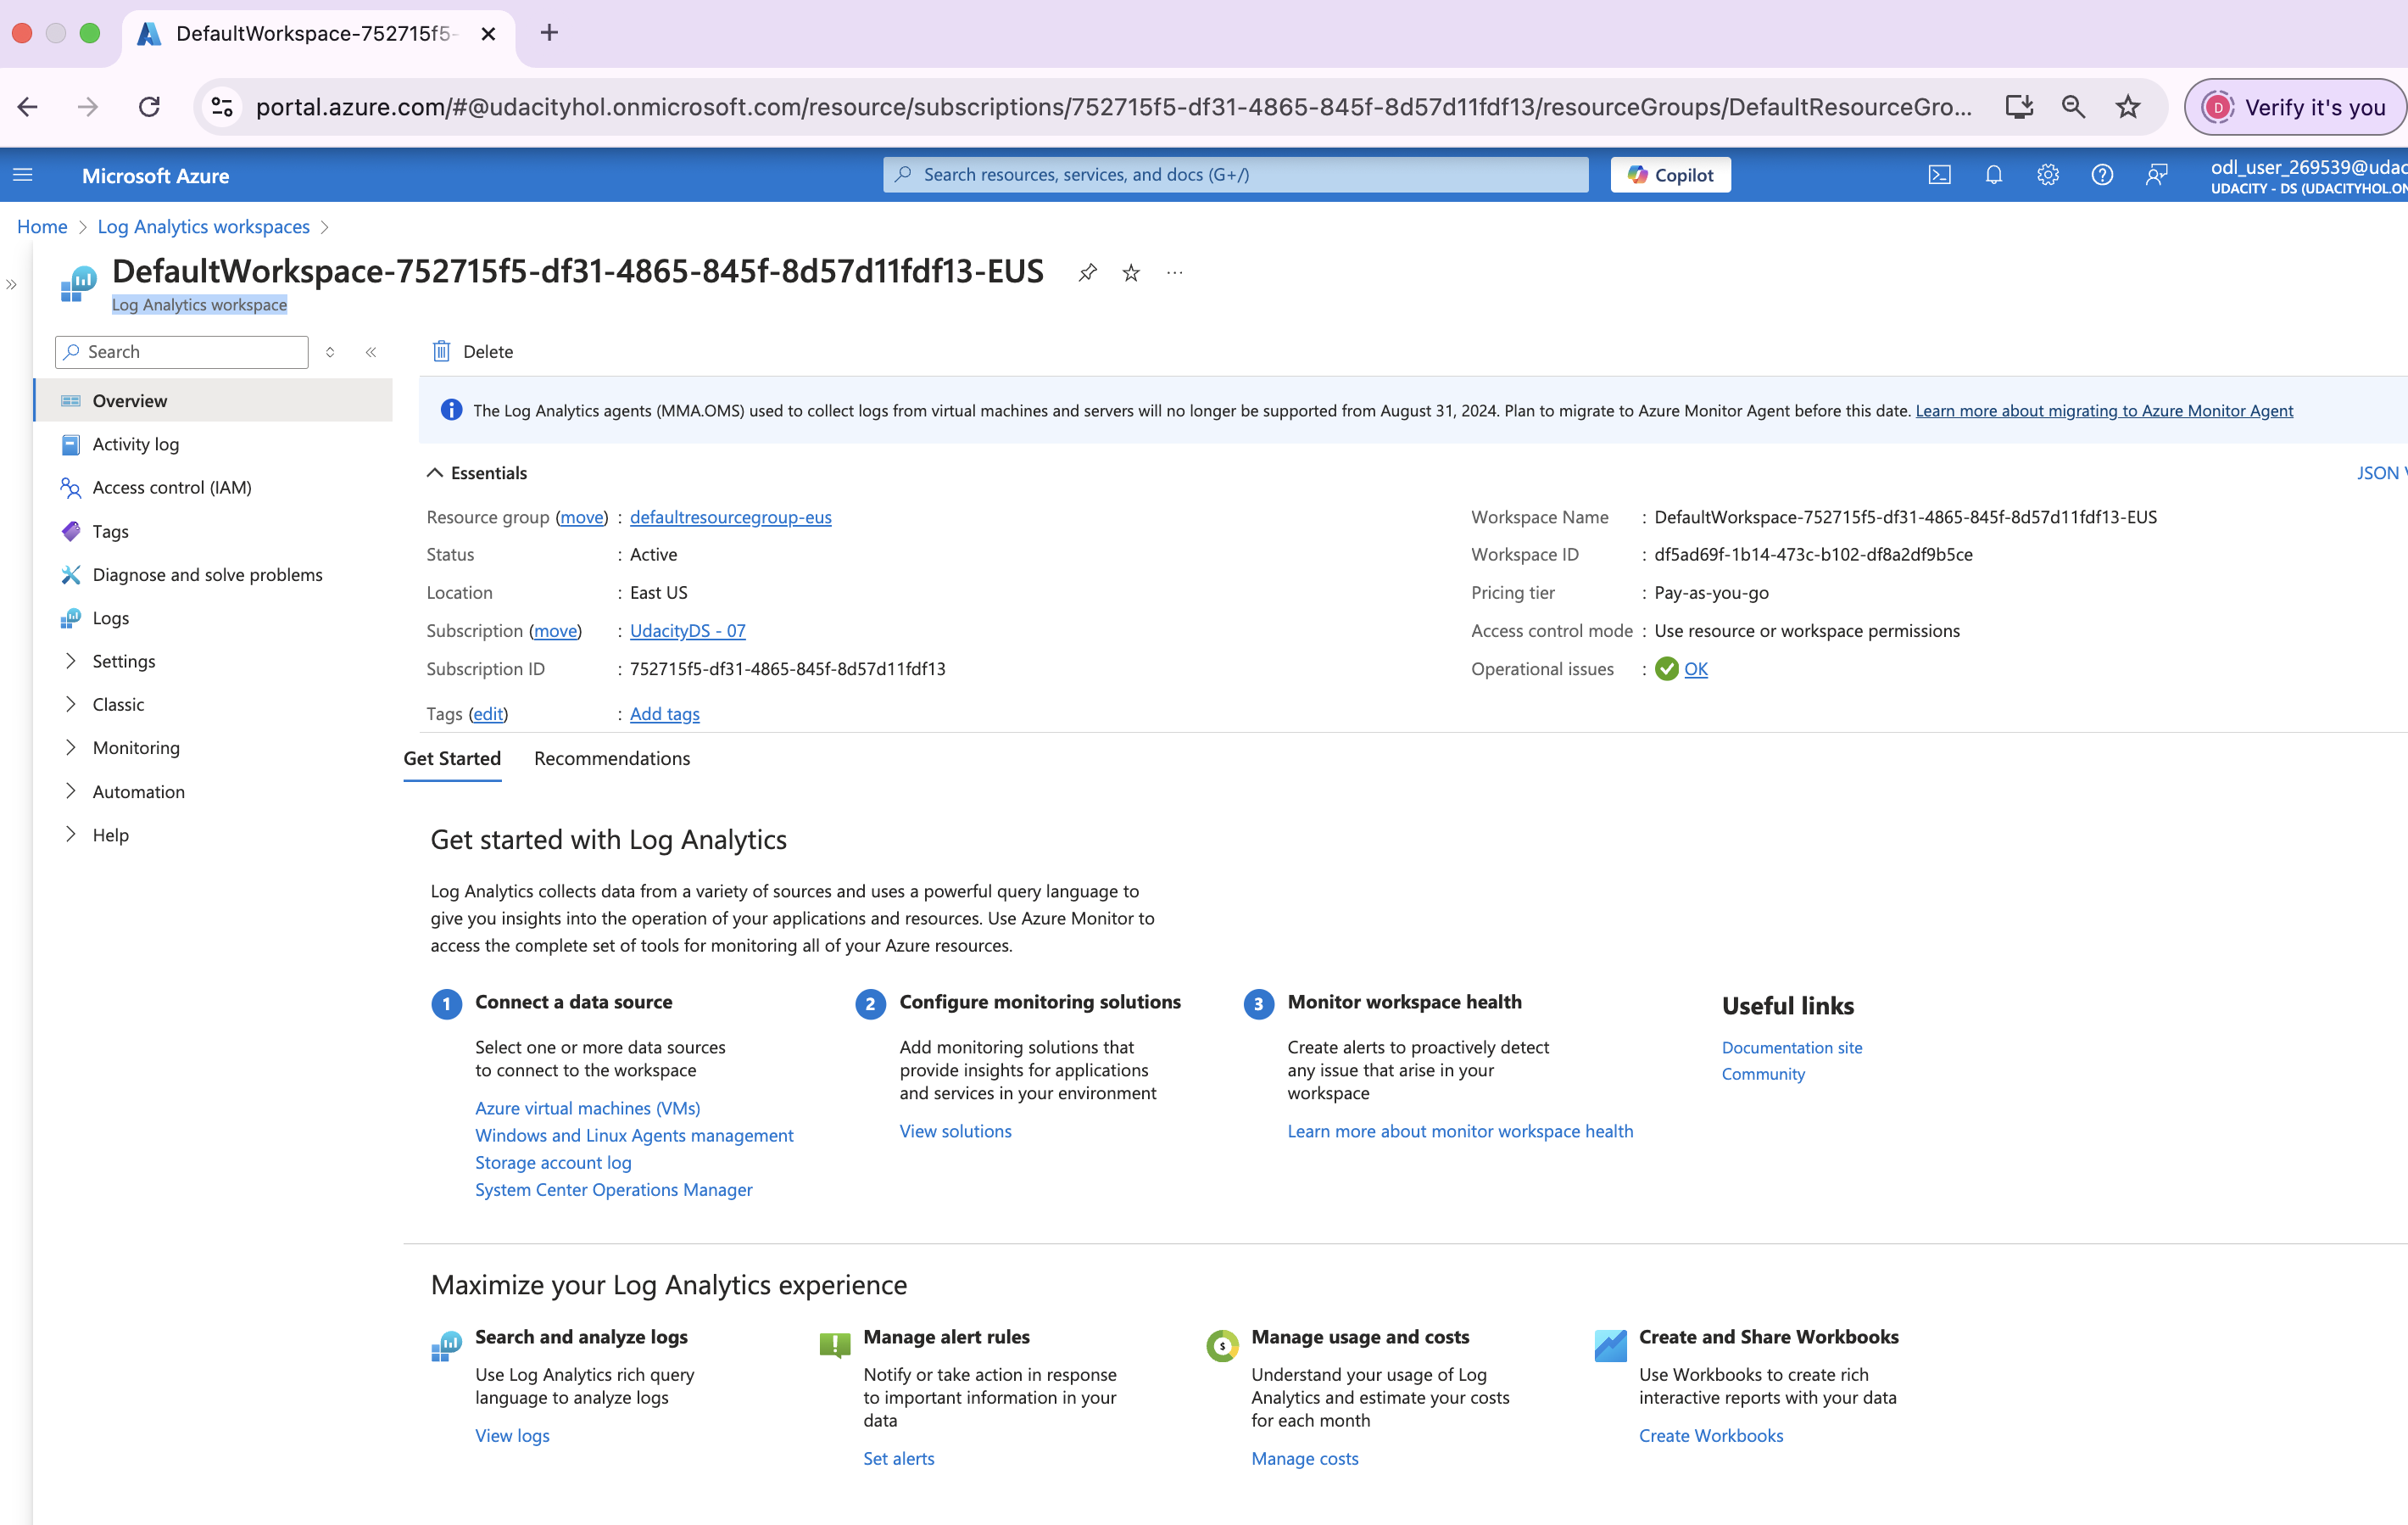 DefaultWorkspace-752715f5-
portal.azure.com/#@udacityhol.onmicrosoft.com/resource/subscriptions/752715f5-df31-4865-845f-8d57d11fdf13/resourceGroups/DefaultResourceGro...
D Verify it's you
Microsoft Azure
Search resources, services, and docs (G+/)
Copilot
odl_user_269539@udac
UDACITY - DS (UDACITYHOL.ON
Home > Log Analytics workspaces >
DefaultWorkspace-752715f5-df31-4865-845f-8d57d11fdf13-EUS
Log Analytics workspace
Search
Delete
Overview
Activity log
Access control (IAM)
Tags
Diagnose and solve problems
Logs
Settings
Classic
Monitoring
Automation
Help
The Log Analytics agents (MMA.OMS) used to collect logs from virtual machines and servers will no longer be supported from August 31, 2024. Plan to migrate to Azure Monitor Agent before this date. Learn more about migrating to Azure Monitor Agent
Essentials
JSON V
Resource group (move) : defaultresourcegroup-eus
Status : Active
Location : East US
Subscription (move) : UdacityDS - 07
Subscription ID : 752715f5-df31-4865-845f-8d57d11fdf13
Tags (edit) : Add tags
Workspace Name : DefaultWorkspace-752715f5-df31-4865-845f-8d57d11fdf13-EUS
Workspace ID : df5ad69f-1b14-473c-b102-df8a2df9b5ce
Pricing tier : Pay-as-you-go
Access control mode : Use resource or workspace permissions
Operational issues : OK
Get Started
Recommendations
Get started with Log Analytics
Log Analytics collects data from a variety of sources and uses a powerful query language to
give you insights into the operation of your applications and resources. Use Azure Monitor to
access the complete set of tools for monitoring all of your Azure resources.
1 Connect a data source
Select one or more data sources
to connect to the workspace
Azure virtual machines (VMs)
Windows and Linux Agents management
Storage account log
System Center Operations Manager
2 Configure monitoring solutions
Add monitoring solutions that
provide insights for applications
and services in your environment
View solutions
3 Monitor workspace health
Create alerts to proactively detect
any issue that arise in your
workspace
Learn more about monitor workspace health
Useful links
Documentation site
Community
Maximize your Log Analytics experience
Search and analyze logs
Use Log Analytics rich query
language to analyze logs
View logs
Manage alert rules
Notify or take action in response
to important information in your
data
Set alerts
Manage usage and costs
Understand your usage of Log
Analytics and estimate your costs
for each month
Manage costs
Create and Share Workbooks
Use Workbooks to create rich
interactive reports with your data
Create Workbooks